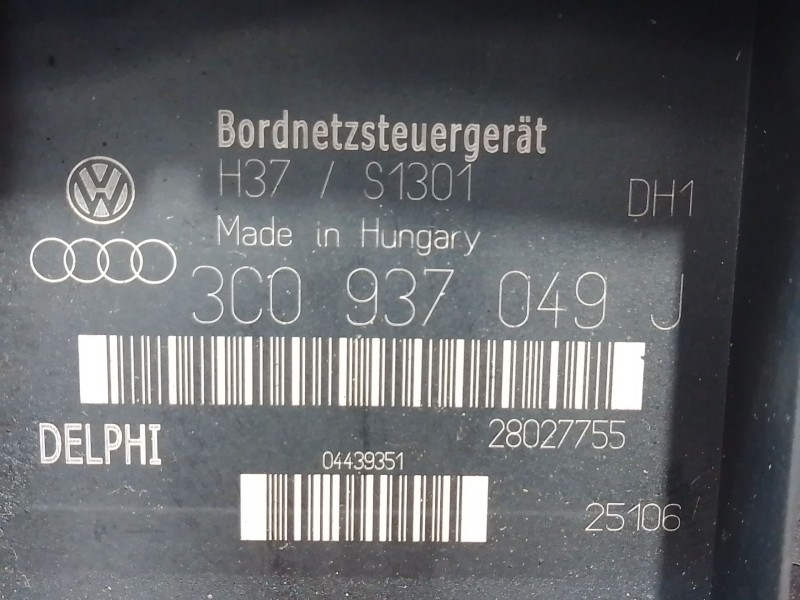 Bordnetzsteuergerät
H37 / S1301
DH1
Made in Hungary
3C0 937 049 J
28027755
DELPHI
04439351
25106